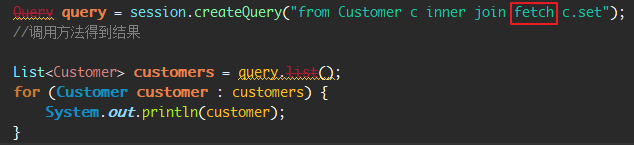 Query query = session.createQuery("from Customer c inner join fetch c.set");
//调用方法得到结果
List<Customer> customers = query.list();
for (Customer customer : customers) {
System.out.println(customer);
}